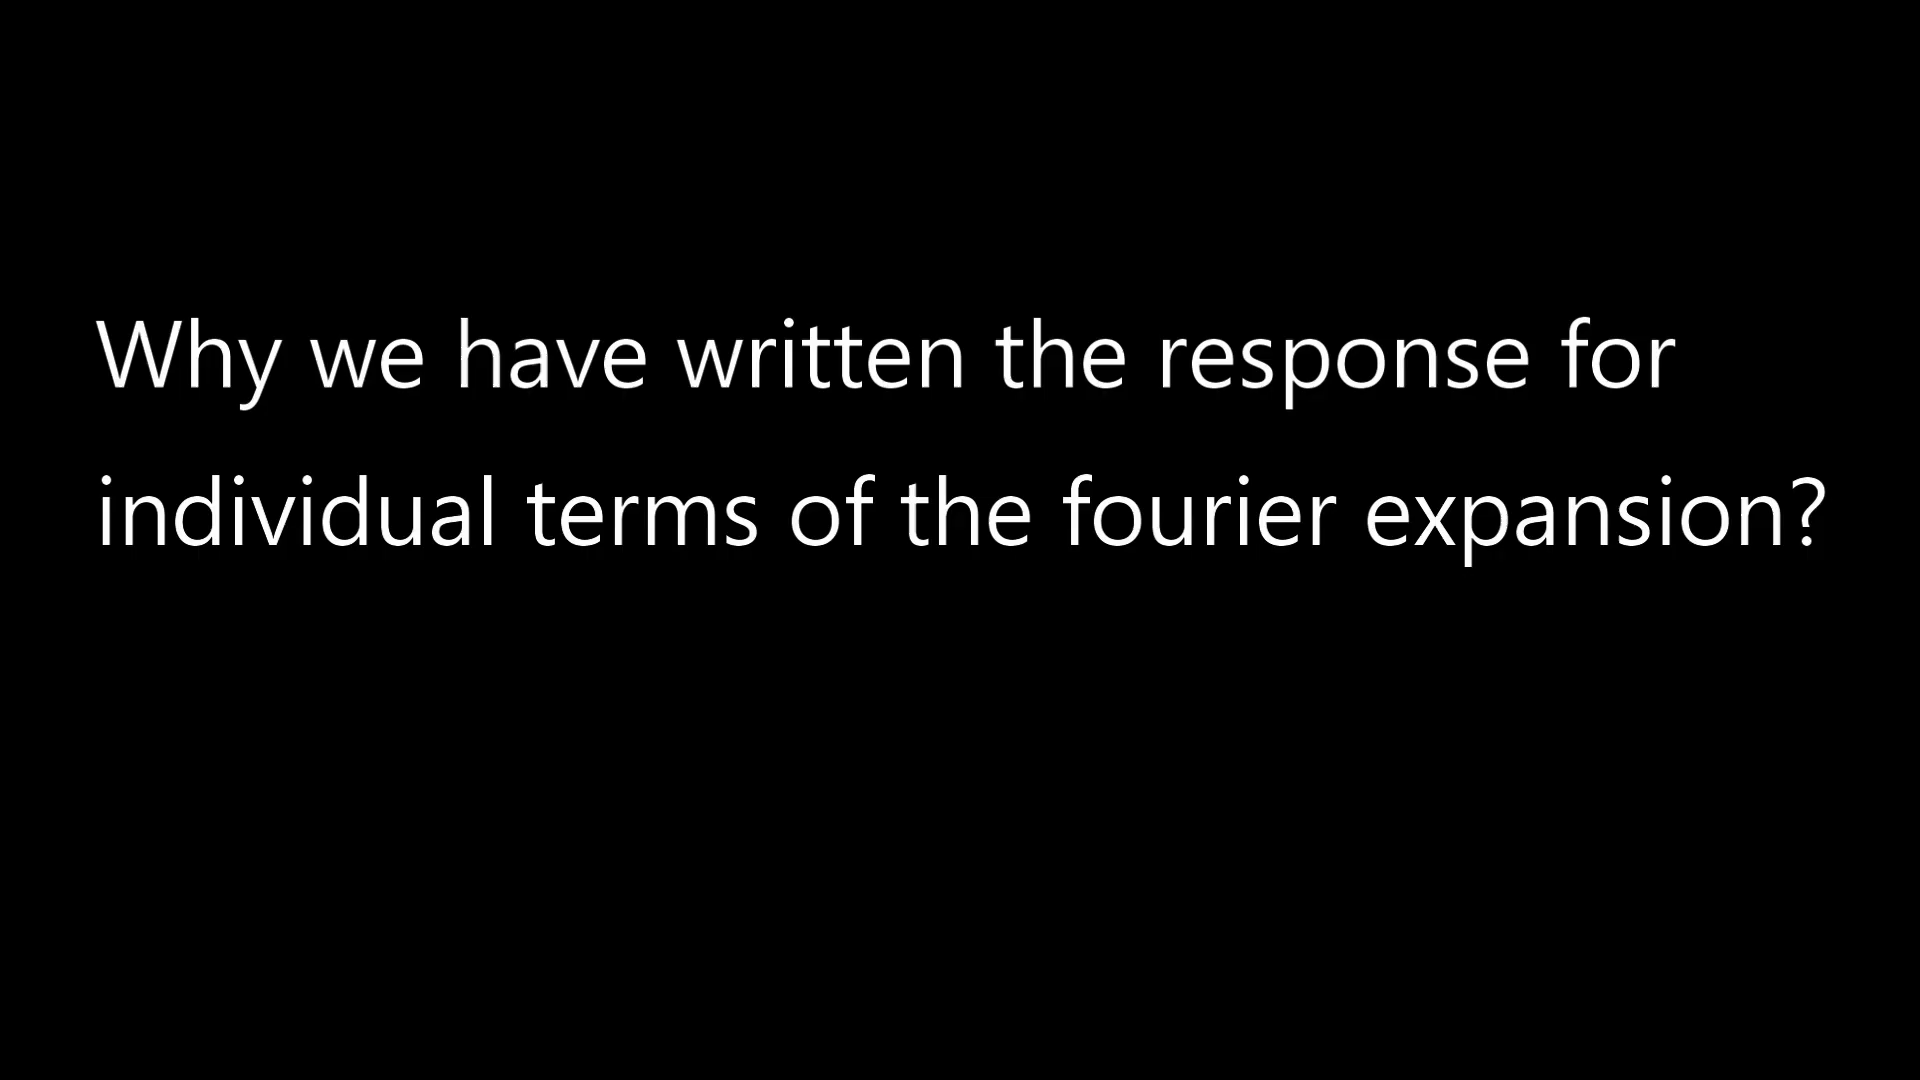 Why we have written the response for
individual terms of the fourier expansion?